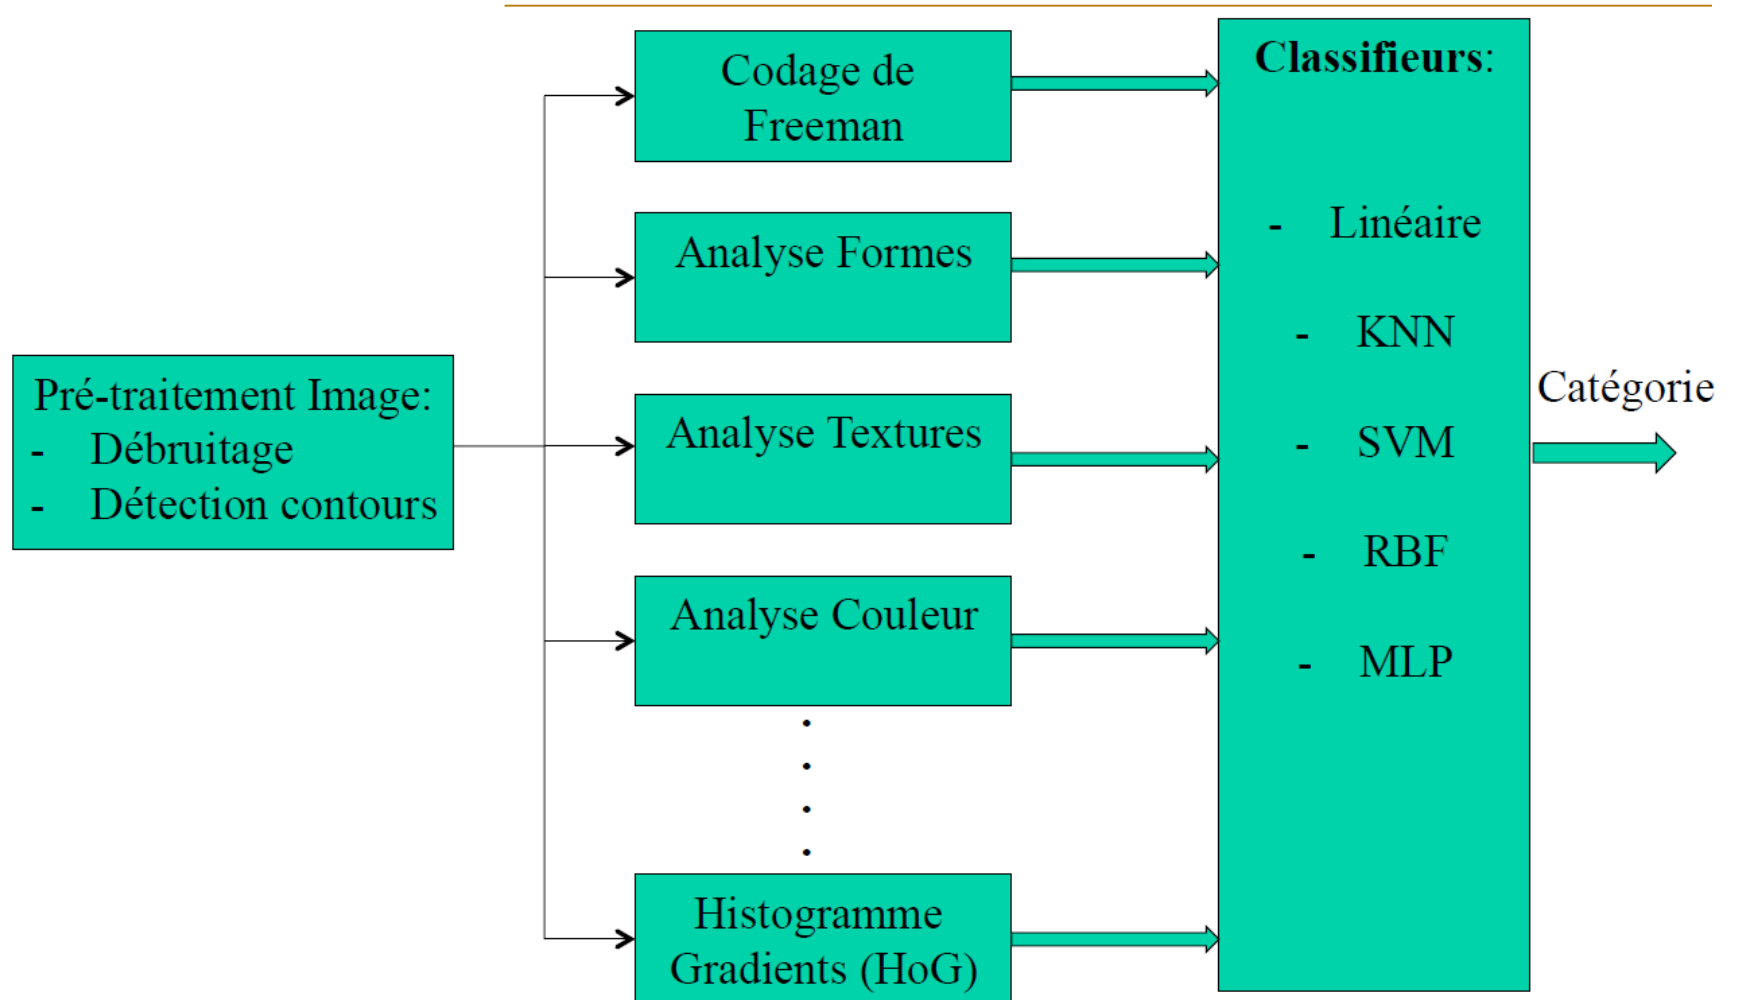 Pré-traitement Image:
- Débruitage
- Détection contours
Codage de
Freeman
Analyse Formes
Analyse Textures
Analyse Couleur
Histogramme
Gradients (HoG)
Classifieurs:
- Linéaire
- KNN
- SVM
- RBF
- MLP
Catégorie